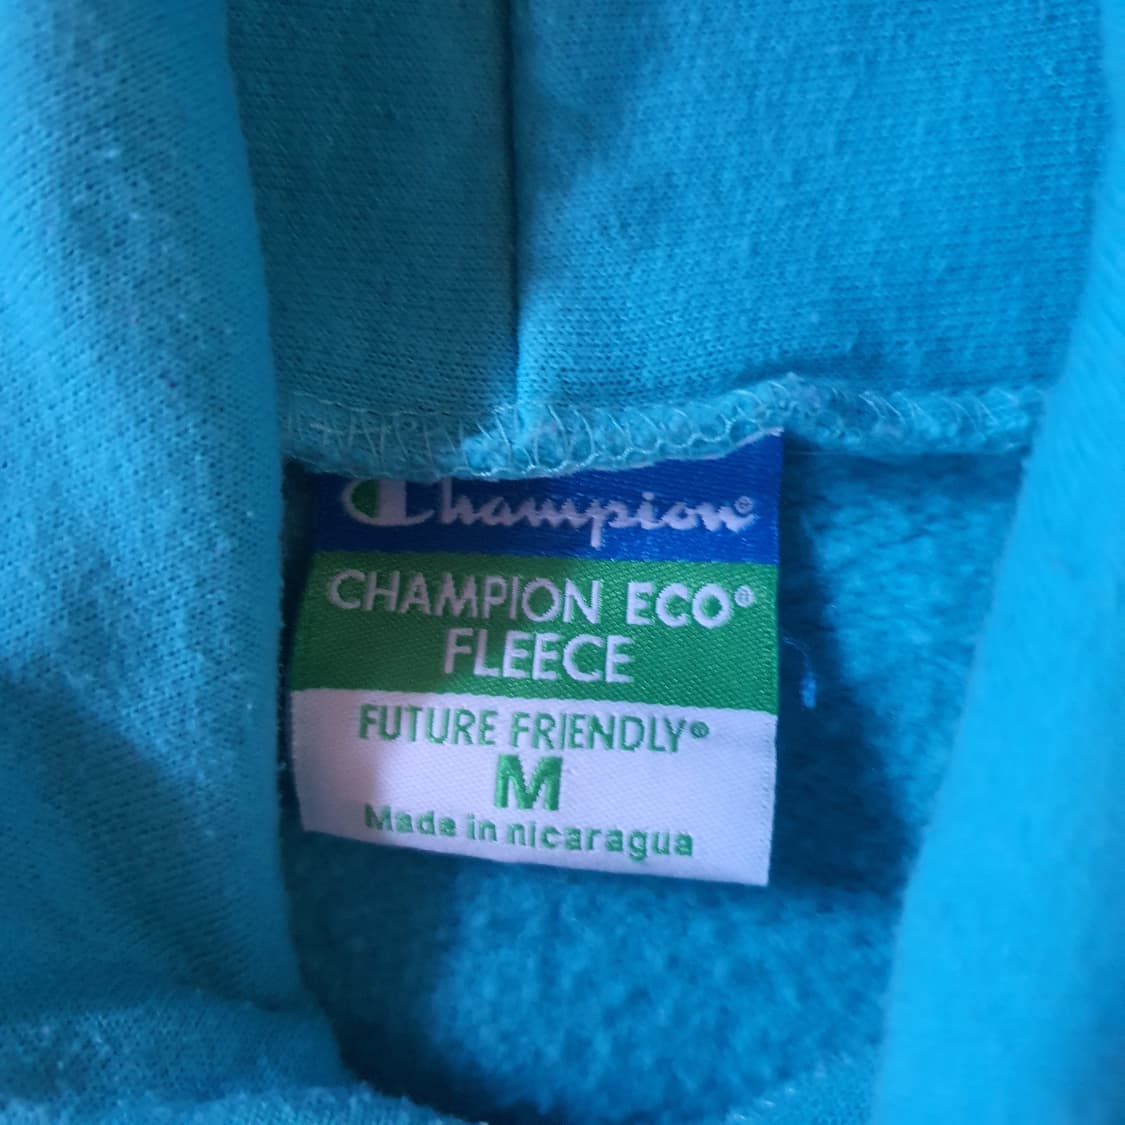 Champion®
CHAMPION ECO®
FLEECE
FUTURE FRIENDLY®
M
Made in nicaragua